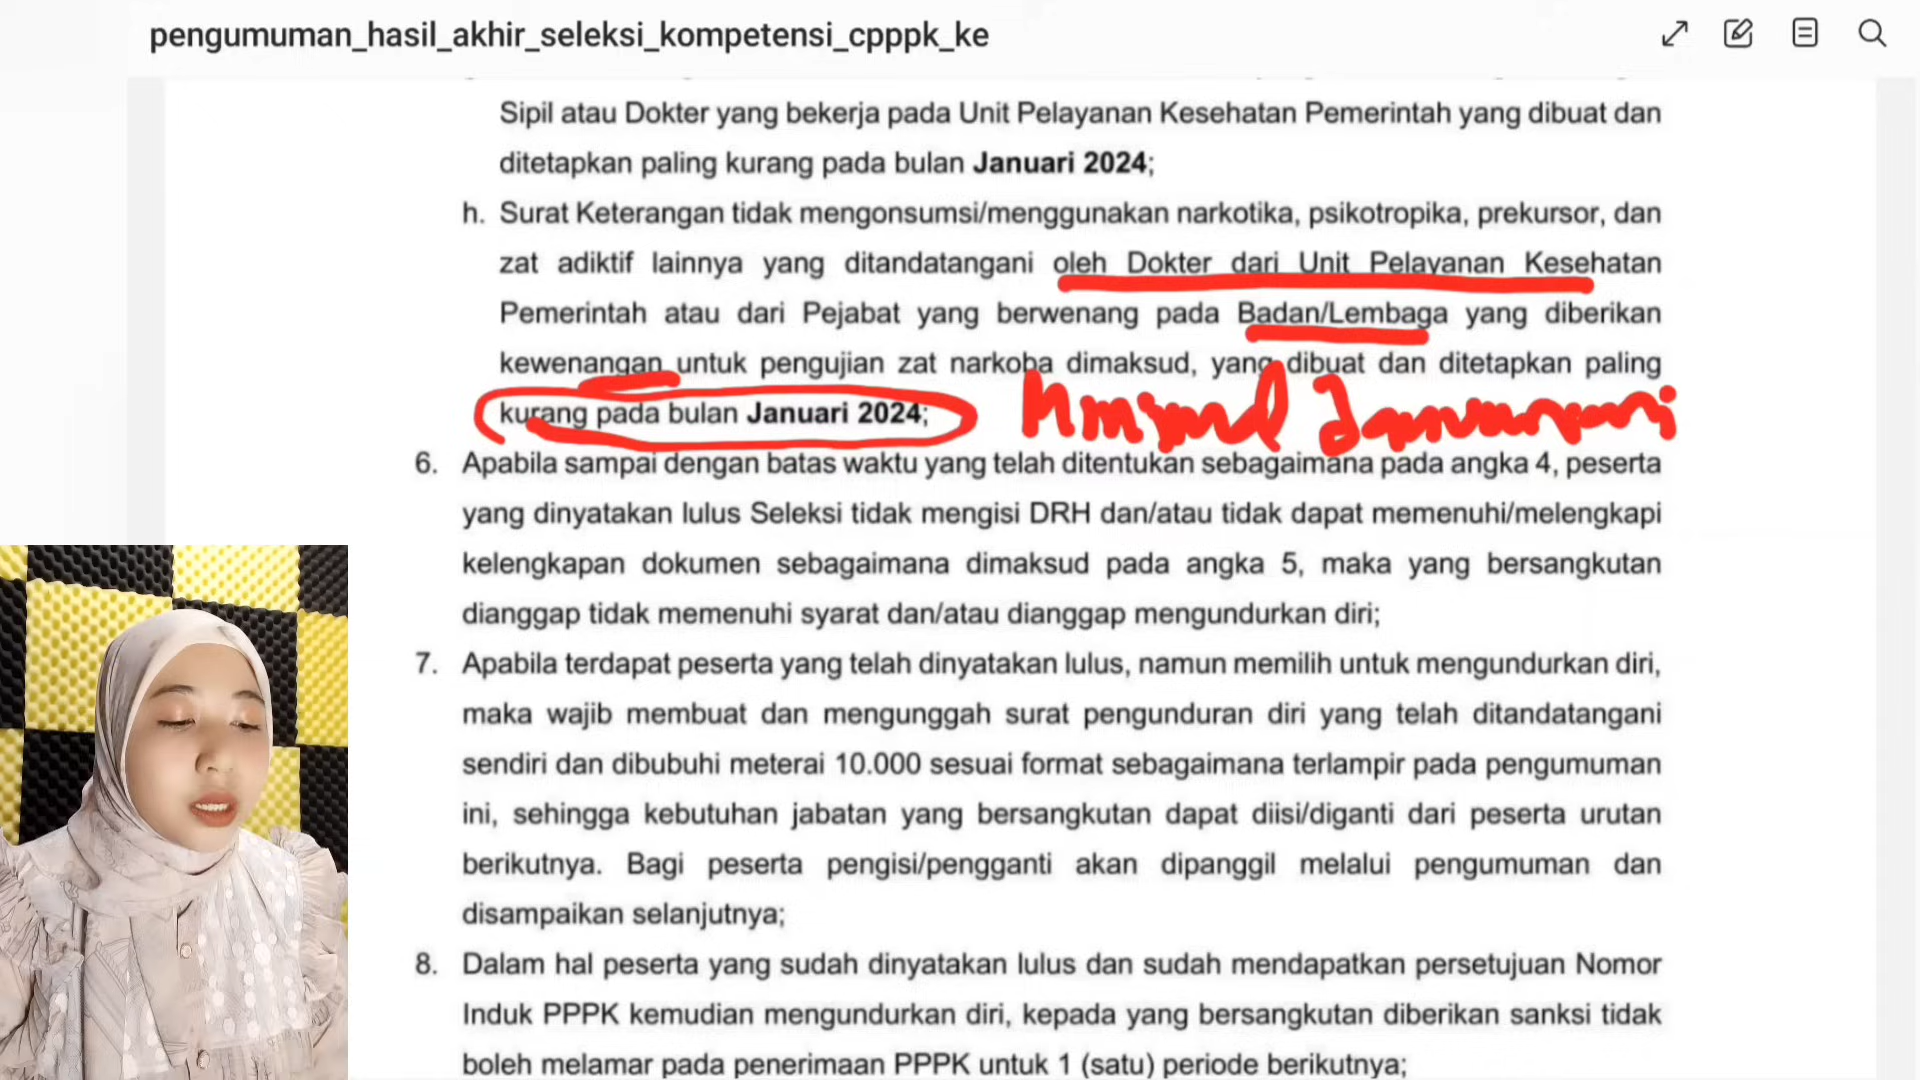 pengumuman_hasil_akhir_seleksi_kompetensi_cpppk_ke
Sipil atau Dokter yang bekerja pada Unit Pelayanan Kesehatan Pemerintah yang dibuat dan
ditetapkan paling kurang pada bulan Januari 2024;
h. Surat Keterangan tidak mengonsumsi/menggunakan narkotika, psikotropika, prekursor, dan
zat adiktif lainnya yang ditandatangani oleh Dokter dari Unit Pelayanan Kesehatan
Pemerintah atau dari Pejabat yang berwenang pada Badan/Lembaga yang diberikan
kewenangan untuk pengujian zat narkoba dimaksud, yang dibuat dan ditetapkan paling
kurang pada bulan Januari 2024;
6. Apabila sampai dengan batas waktu yang telah ditentukan sebagaimana pada angka 4, peserta
yang dinyatakan lulus Seleksi tidak mengisi DRH dan/atau tidak dapat memenuhi/melengkapi
kelengkapan dokumen sebagaimana dimaksud pada angka 5, maka yang bersangkutan
dianggap tidak memenuhi syarat dan/atau dianggap mengundurkan diri;
7. Apabila terdapat peserta yang telah dinyatakan lulus, namun memilih untuk mengundurkan diri,
maka wajib membuat dan mengunggah surat pengunduran diri yang telah ditandatangani
sendiri dan dibubuhi meterai 10.000 sesuai format sebagaimana terlampir pada pengumuman
ini, sehingga kebutuhan jabatan yang bersangkutan dapat diisi/diganti dari peserta urutan
berikutnya. Bagi peserta pengisi/pengganti akan dipanggil melalui pengumuman dan
disampaikan selanjutnya;
8. Dalam hal peserta yang sudah dinyatakan lulus dan sudah mendapatkan persetujuan Nomor
Induk PPPK kemudian mengundurkan diri, kepada yang bersangkutan diberikan sanksi tidak
boleh melamar pada penerimaan PPPK untuk 1 (satu) periode berikutnya;